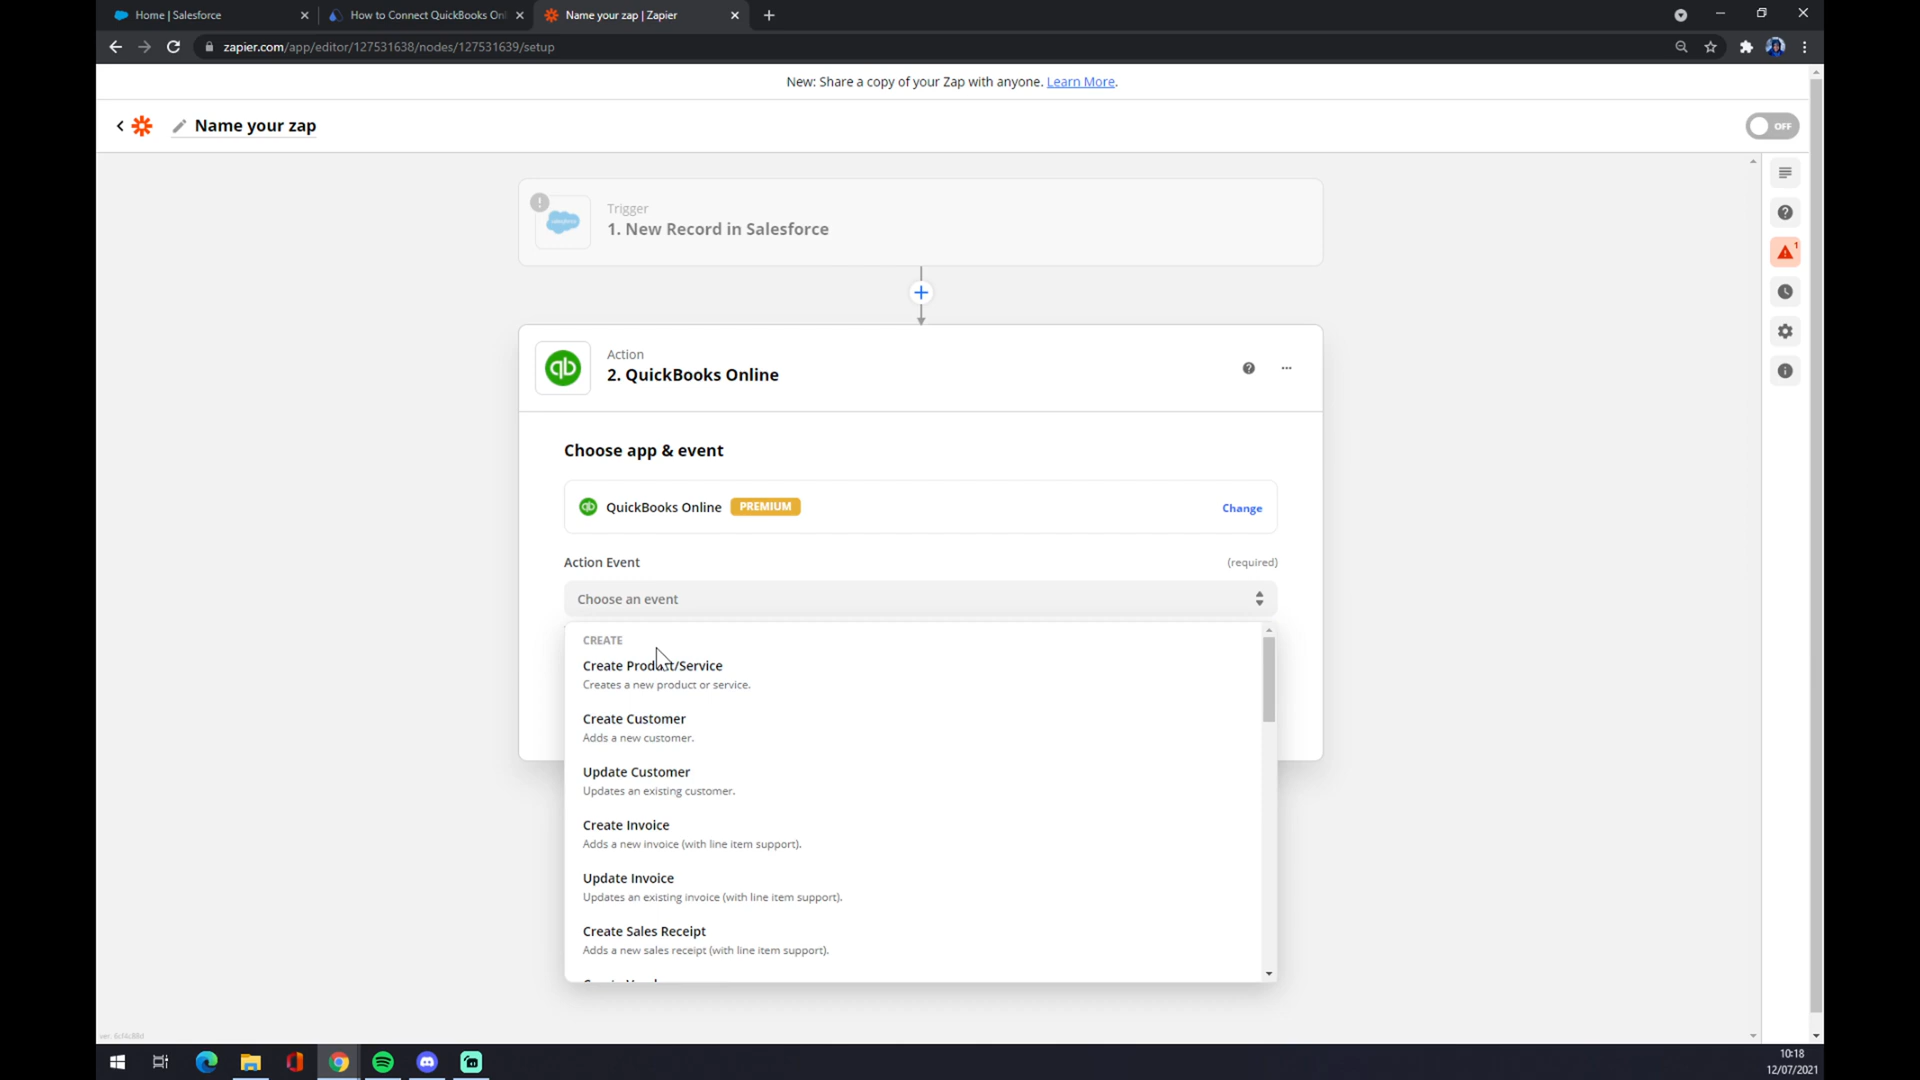 Home | Salesforce
How to Connect QuickBooks Onl
Name your zap | Zapier
zapier.com/app/editor/127531638/nodes/127531639/setup
New: Share a copy of your Zap with anyone. Learn More.
Name your zap
OFF
Trigger
1. New Record in Salesforce
1
Action
2. QuickBooks Online
Choose app & event
QuickBooks Online PREMIUM Change
Action Event (required)
Choose an event
CREATE
Create Product/Service
Creates a new product or service.
Create Customer
Adds a new customer.
Update Customer
Updates an existing customer.
Create Invoice
Adds a new invoice (with line item support).
Update Invoice
Updates an existing invoice (with line item support).
Create Sales Receipt
Adds a new sales receipt (with line item support).
10:18
12/07/2021